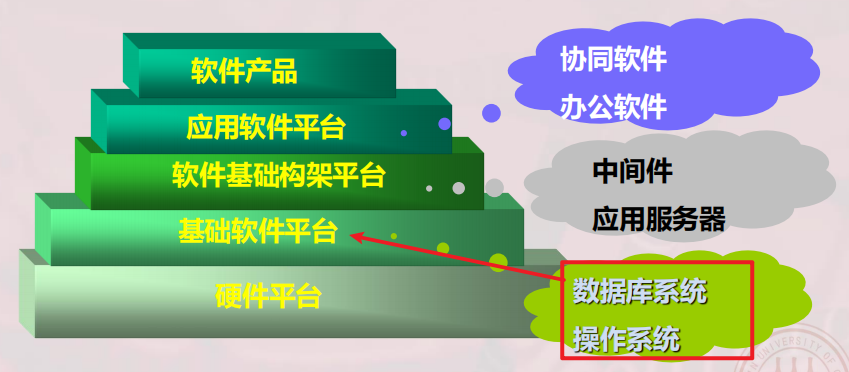 软件产品
应用软件平台
软件基础构架平台
基础软件平台
硬件平台
协同软件
办公软件
中间件
应用服务器
数据库系统
操作系统